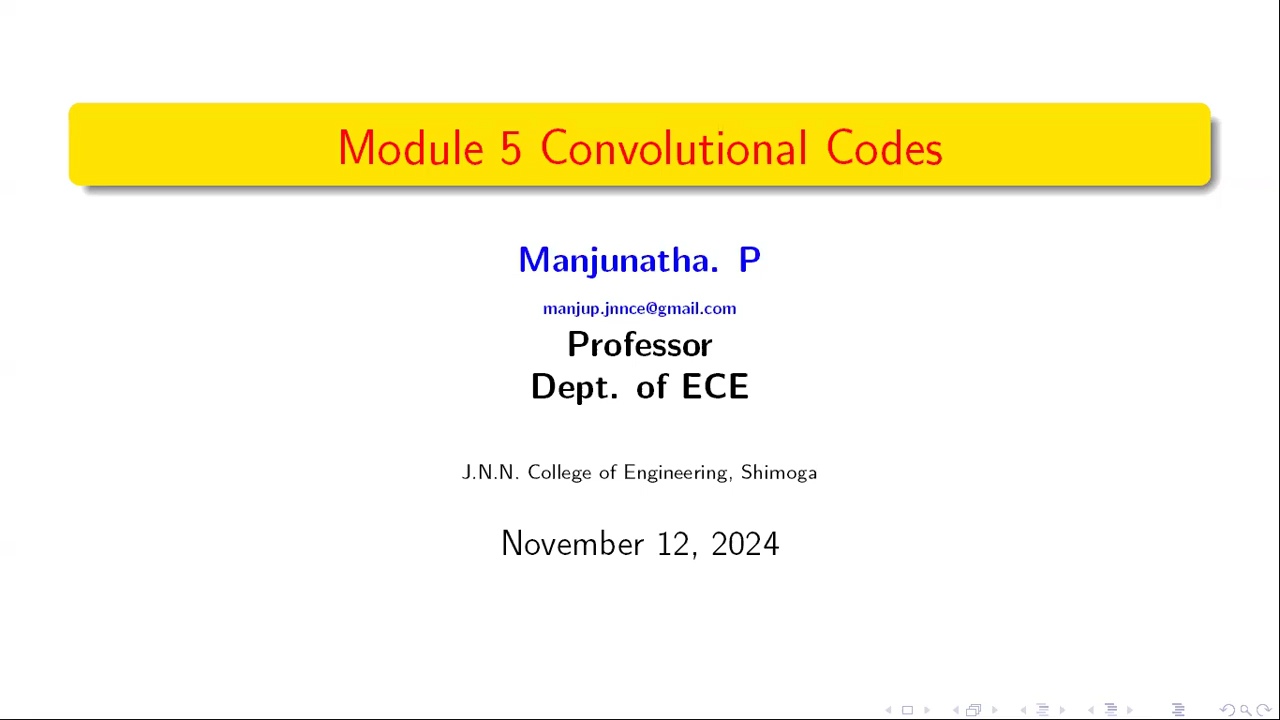 Module 5 Convolutional Codes
Manjunatha. P
manjup.jnnce@gmail.com
Professor
Dept. of ECE
J.N.N. College of Engineering, Shimoga
November 12, 2024